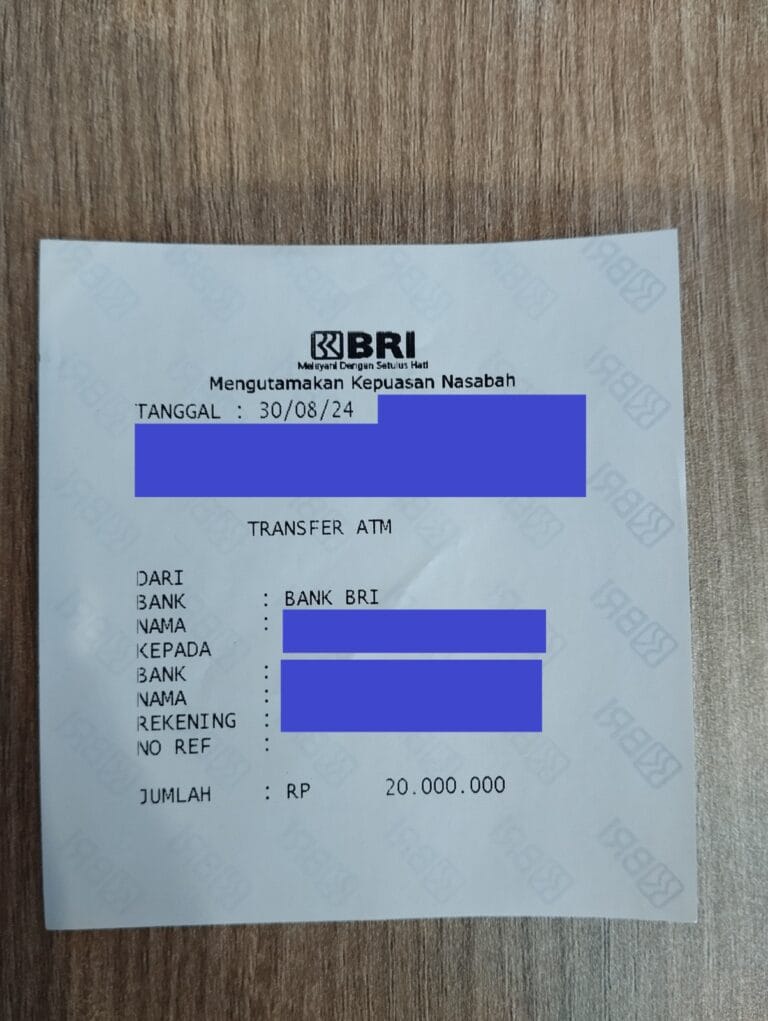 BRI
Melayani Dengan Setulus Hati
Mengutamakan Kepuasan Nasabah
TANGGAL : 30/08/24
TRANSFER ATM
DARI
BANK : BANK BRI
NAMA :
KEPADA
BANK :
NAMA :
REKENING :
NO REF :
JUMLAH : RP 20.000.000